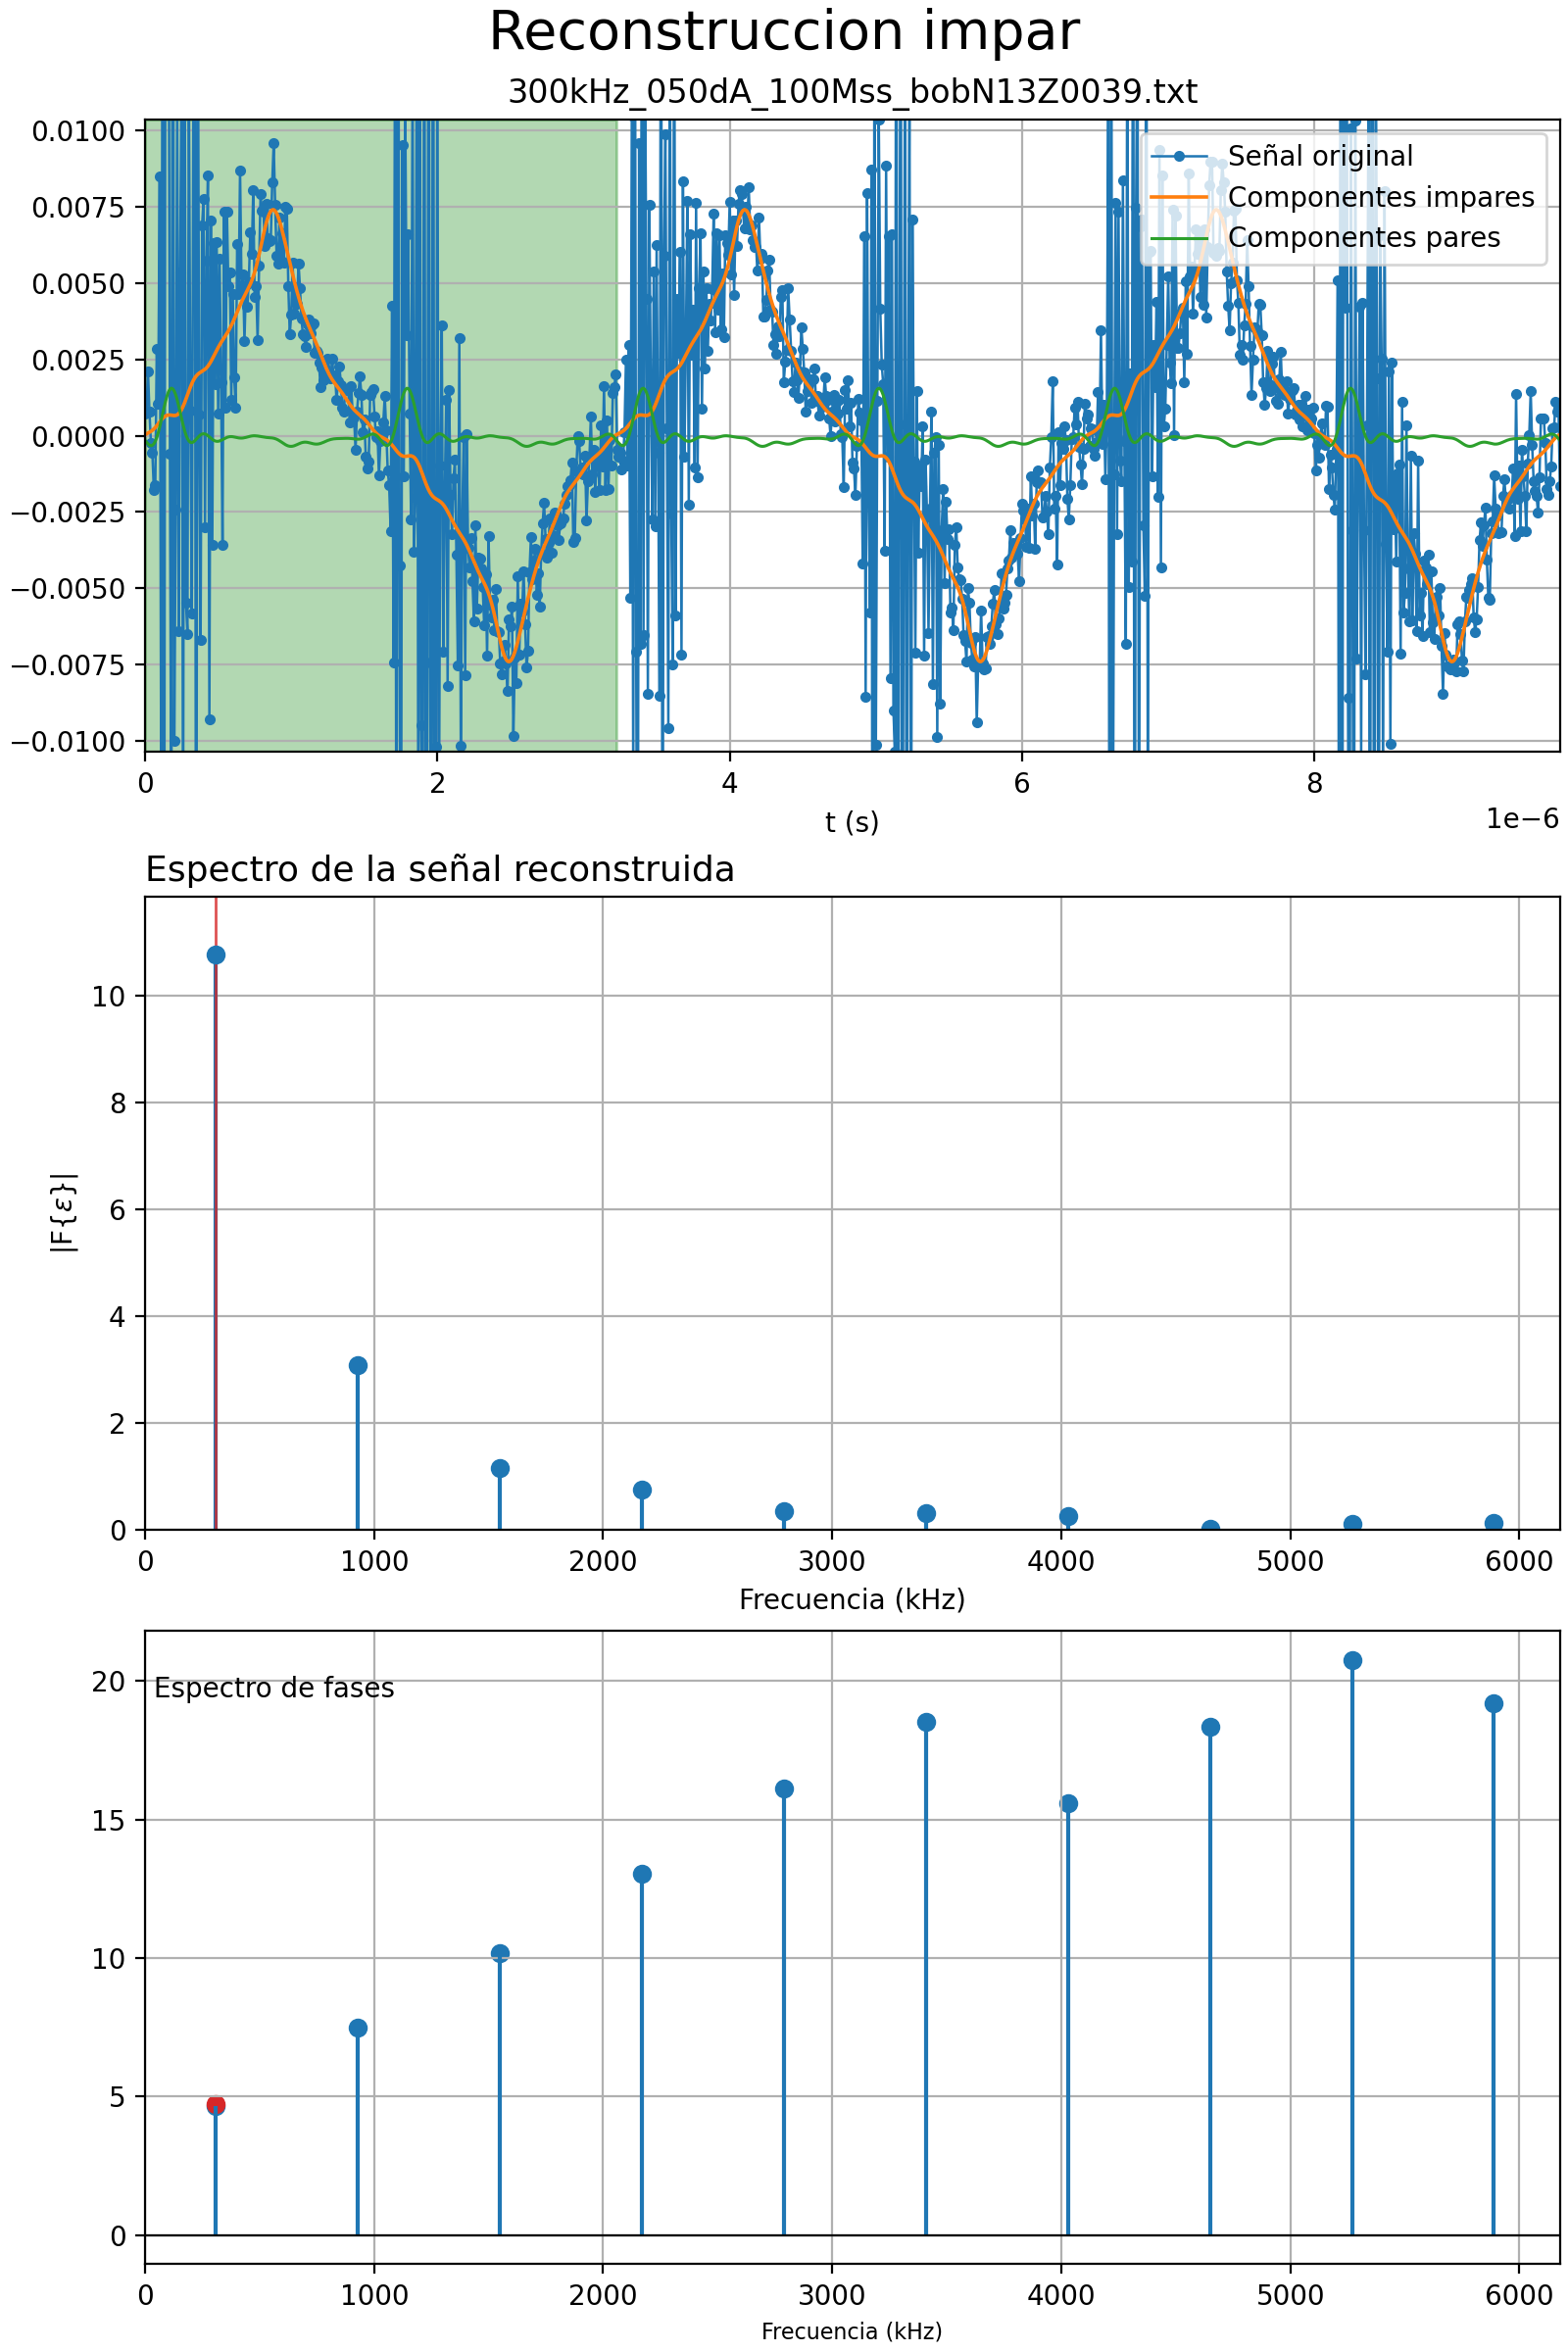 Reconstruccion impar
300kHz_050dA_100Mss_bobN13Z0039.txt
0.0100
0.0075
0.0050
0.0025
0.0000
−0.0025
−0.0050
−0.0075
−0.0100
Señal original
Componentes impares
Componentes pares
0 2 4 6 8
t (s)
1e−6
Espectro de la señal reconstruida
10
8
6
4
2
0
|F{ε}|
0 1000 2000 3000 4000 5000 6000
Frecuencia (kHz)
Espectro de fases
20
15
10
5
0
0 1000 2000 3000 4000 5000 6000
Frecuencia (kHz)